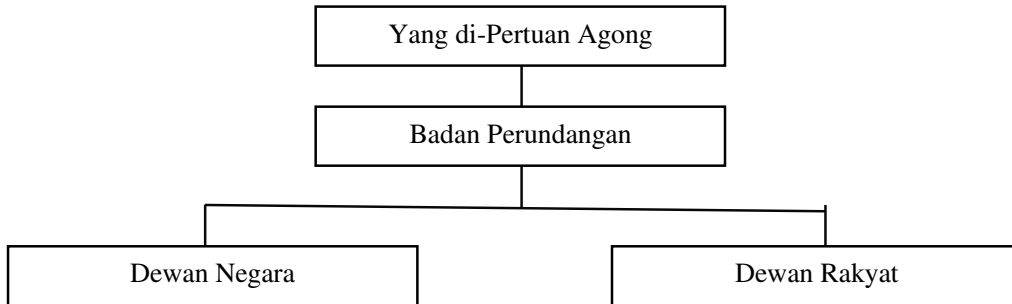 Yang di-Pertuan Agong
Badan Perundangan
Dewan Negara
Dewan Rakyat